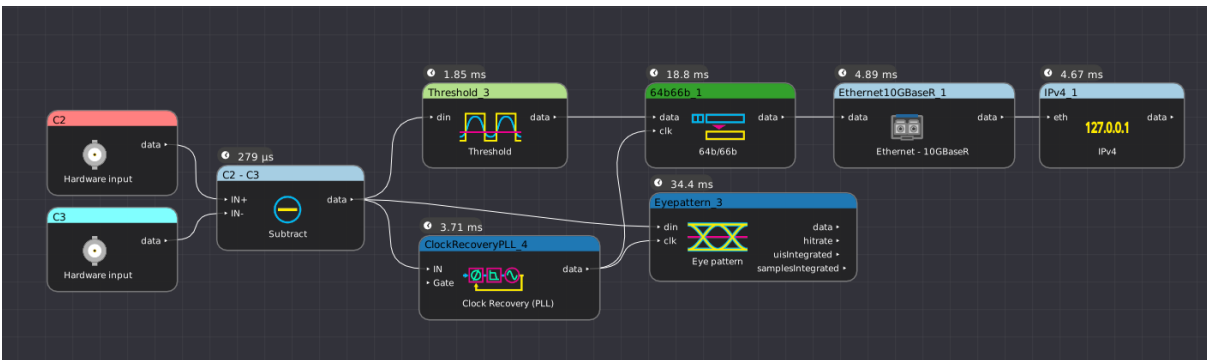 C2
data
Hardware input
C3
data
Hardware input
279 µs
C2 - C3
IN+
IN-
data
Subtract
1.85 ms
Threshold_3
din
data
Threshold
3.71 ms
ClockRecoveryPLL_4
IN
Gate
data
Clock Recovery (PLL)
18.8 ms
64b66b_1
data
clk
data
64b/66b
34.4 ms
Eyepattern_3
din
clk
data
hitrate
uisIntegrated
samplesIntegrated
Eye pattern
4.89 ms
Ethernet10GBaseR_1
data
data
Ethernet - 10GBaseR
4.67 ms
IPv4_1
eth
data
127.0.0.1
IPv4